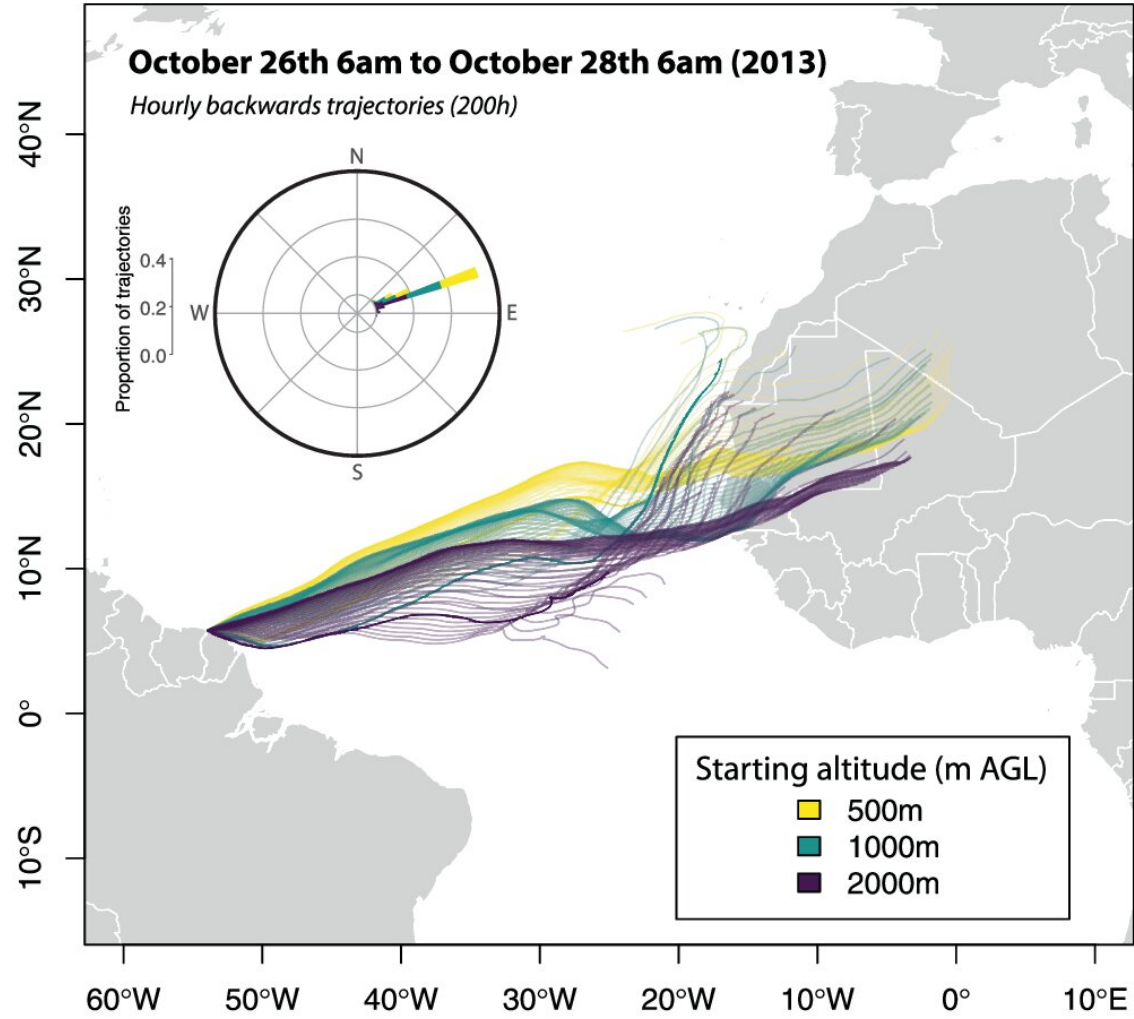 October 26th 6am to October 28th 6am (2013)
Hourly backwards trajectories (200h)
N
E
S
W
Proportion of trajectories
0.4
0.2
0.0
40°N
30°N
20°N
10°N
0°
10°S
Starting altitude (m AGL)
500m
1000m
2000m
60°W 50°W 40°W 30°W 20°W 10°W 0° 10°E